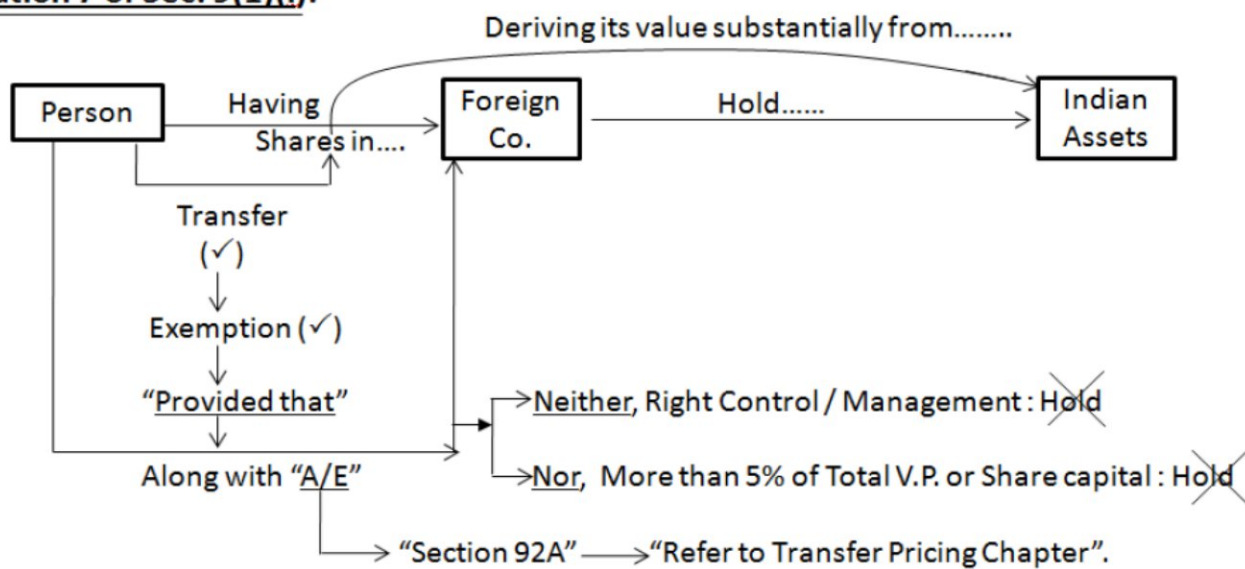 Deriving its value substantially from........
Person
Having
Shares in....
Foreign
Co.
Hold......
Indian
Assets
Transfer
(✓)
Exemption (✓)
“Provided that”
Neither, Right Control / Management : Hold
Along with “A/E”
Nor, More than 5% of Total V.P. or Share capital : Hold
“Section 92A”
“Refer to Transfer Pricing Chapter”.